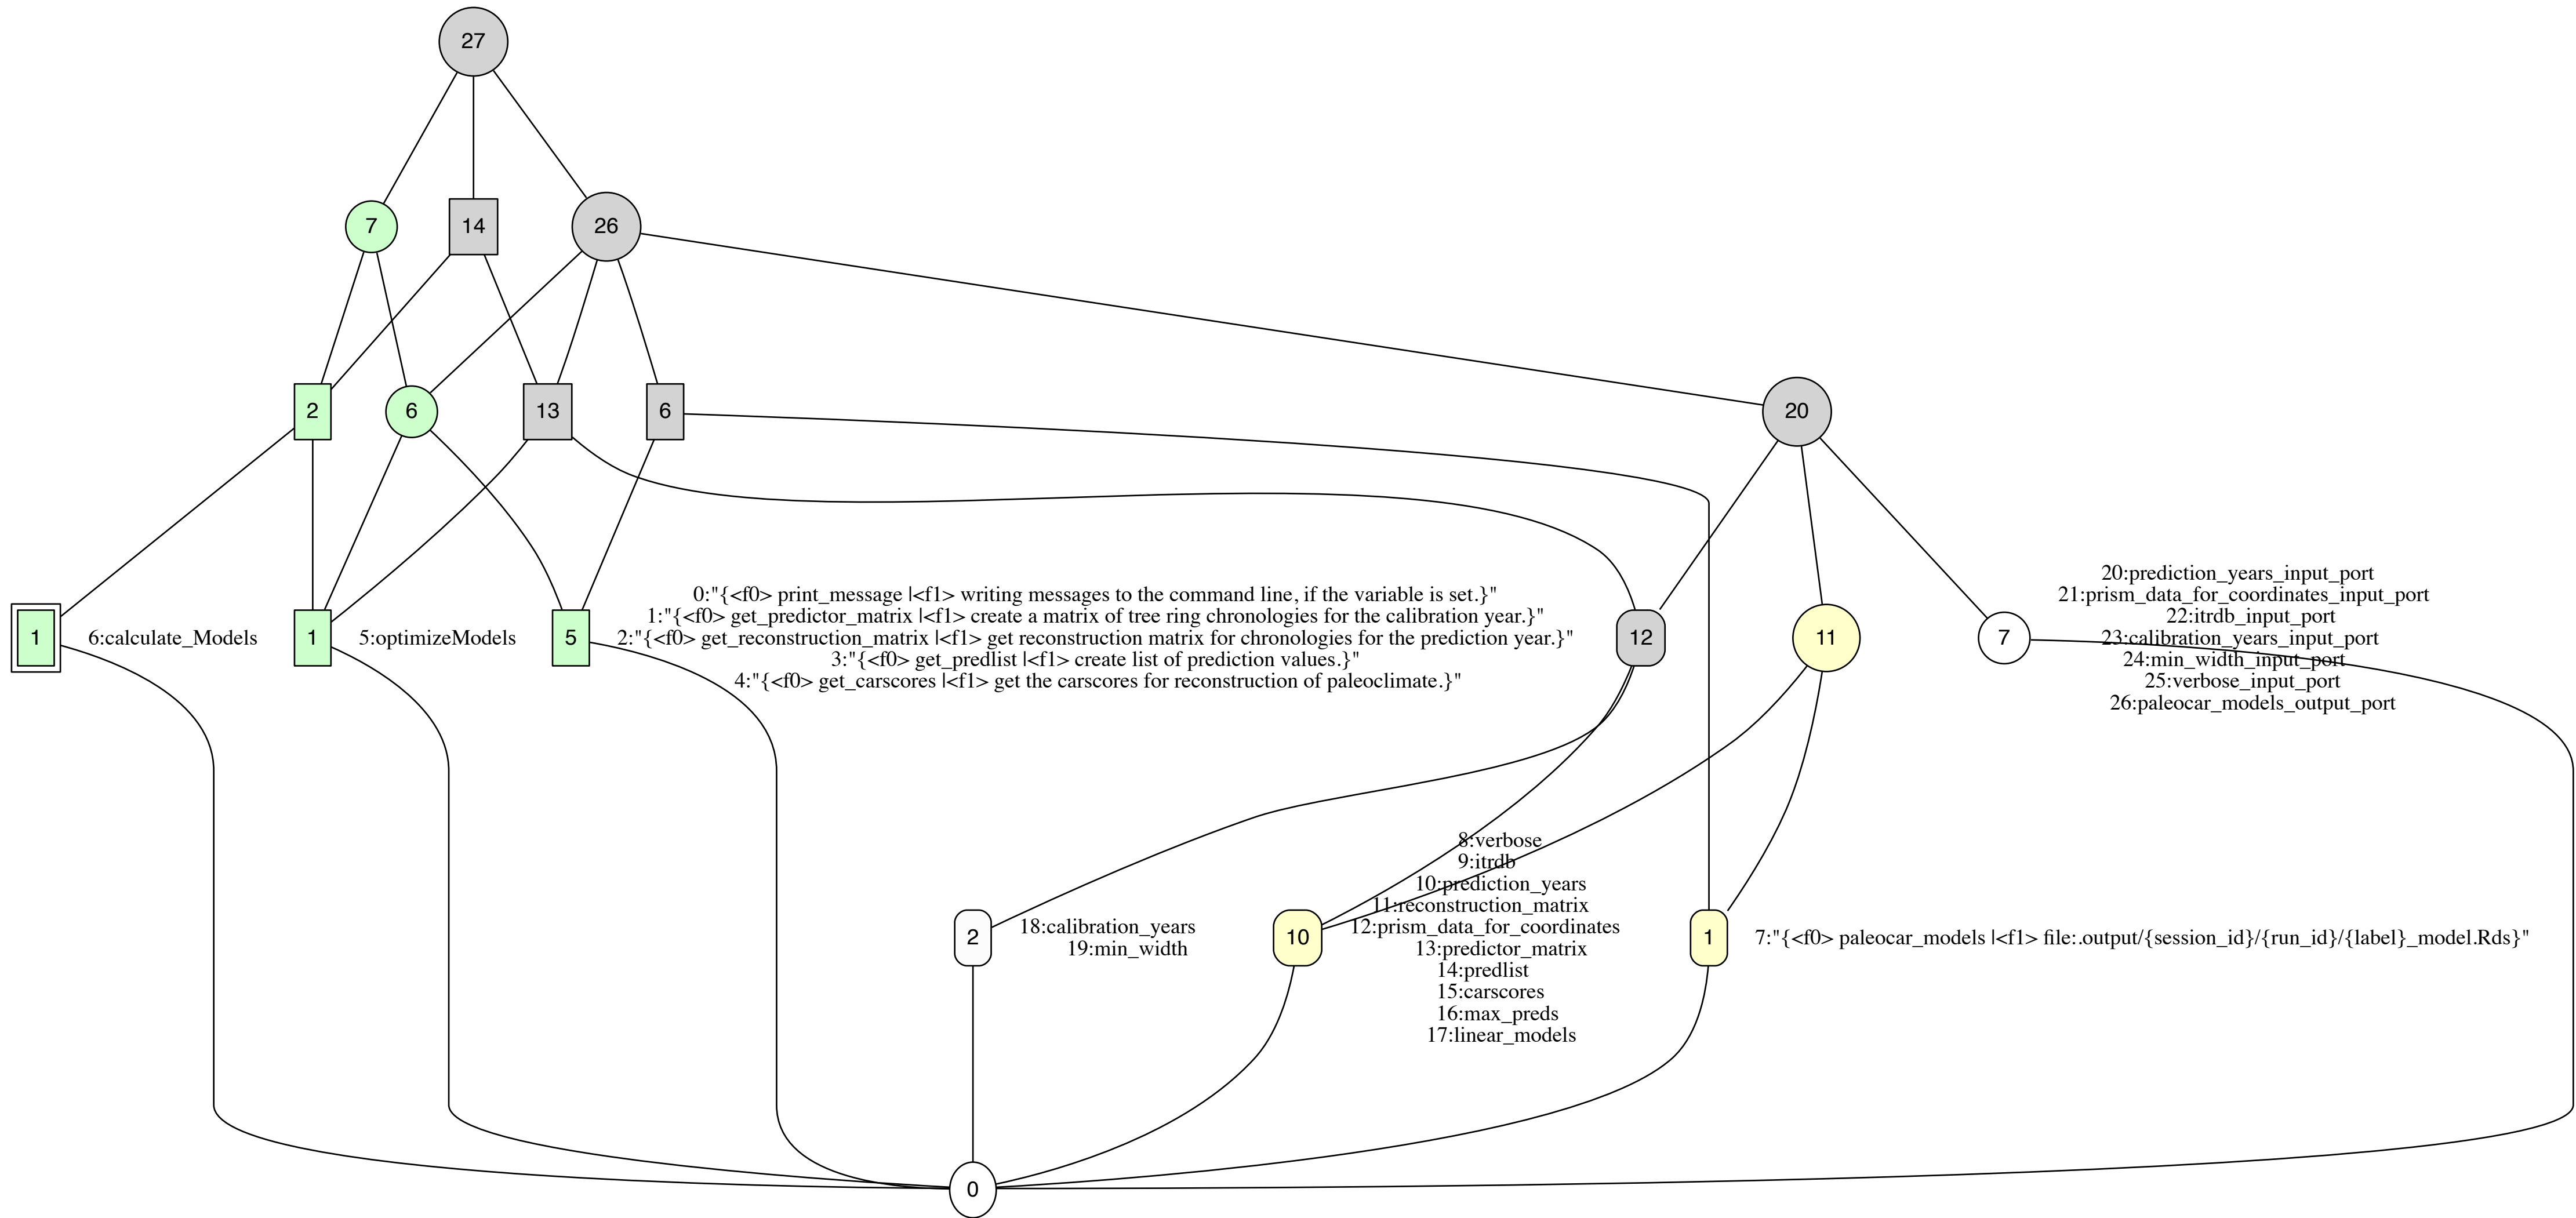 27
7
14
26
2
6
13
6
20
1
6:calculate_Models
1
5:optimizeModels
5
0:"{<f0> print_message |<f1> writing messages to the command line, if the variable is set.}"
1:"{<f0> get_predictor_matrix |<f1> create a matrix of tree ring chronologies for the calibration year.}"
2:"{<f0> get_reconstruction_matrix |<f1> get reconstruction matrix for chronologies for the prediction year.}"
3:"{<f0> get_predlist |<f1> create list of prediction values.}"
4:"{<f0> get_carscores |<f1> get the carscores for reconstruction of paleoclimate.}"
12
11
7
20:prediction_years_input_port
21:prism_data_for_coordinates_input_port
22:itrdb_input_port
23:calibration_years_input_port
24:min_width_input_port
25:verbose_input_port
26:paleocar_models_output_port
2
18:calibration_years
19:min_width
10
8:verbose
9:itrdb
10:prediction_years
11:reconstruction_matrix
12:prism_data_for_coordinates
13:predictor_matrix
14:predlist
15:carscores
16:max_preds
17:linear_models
1
7:"{<f0> paleocar_models |<f1> file:.output/{session_id}/{run_id}/{label}_model.Rds}"
0